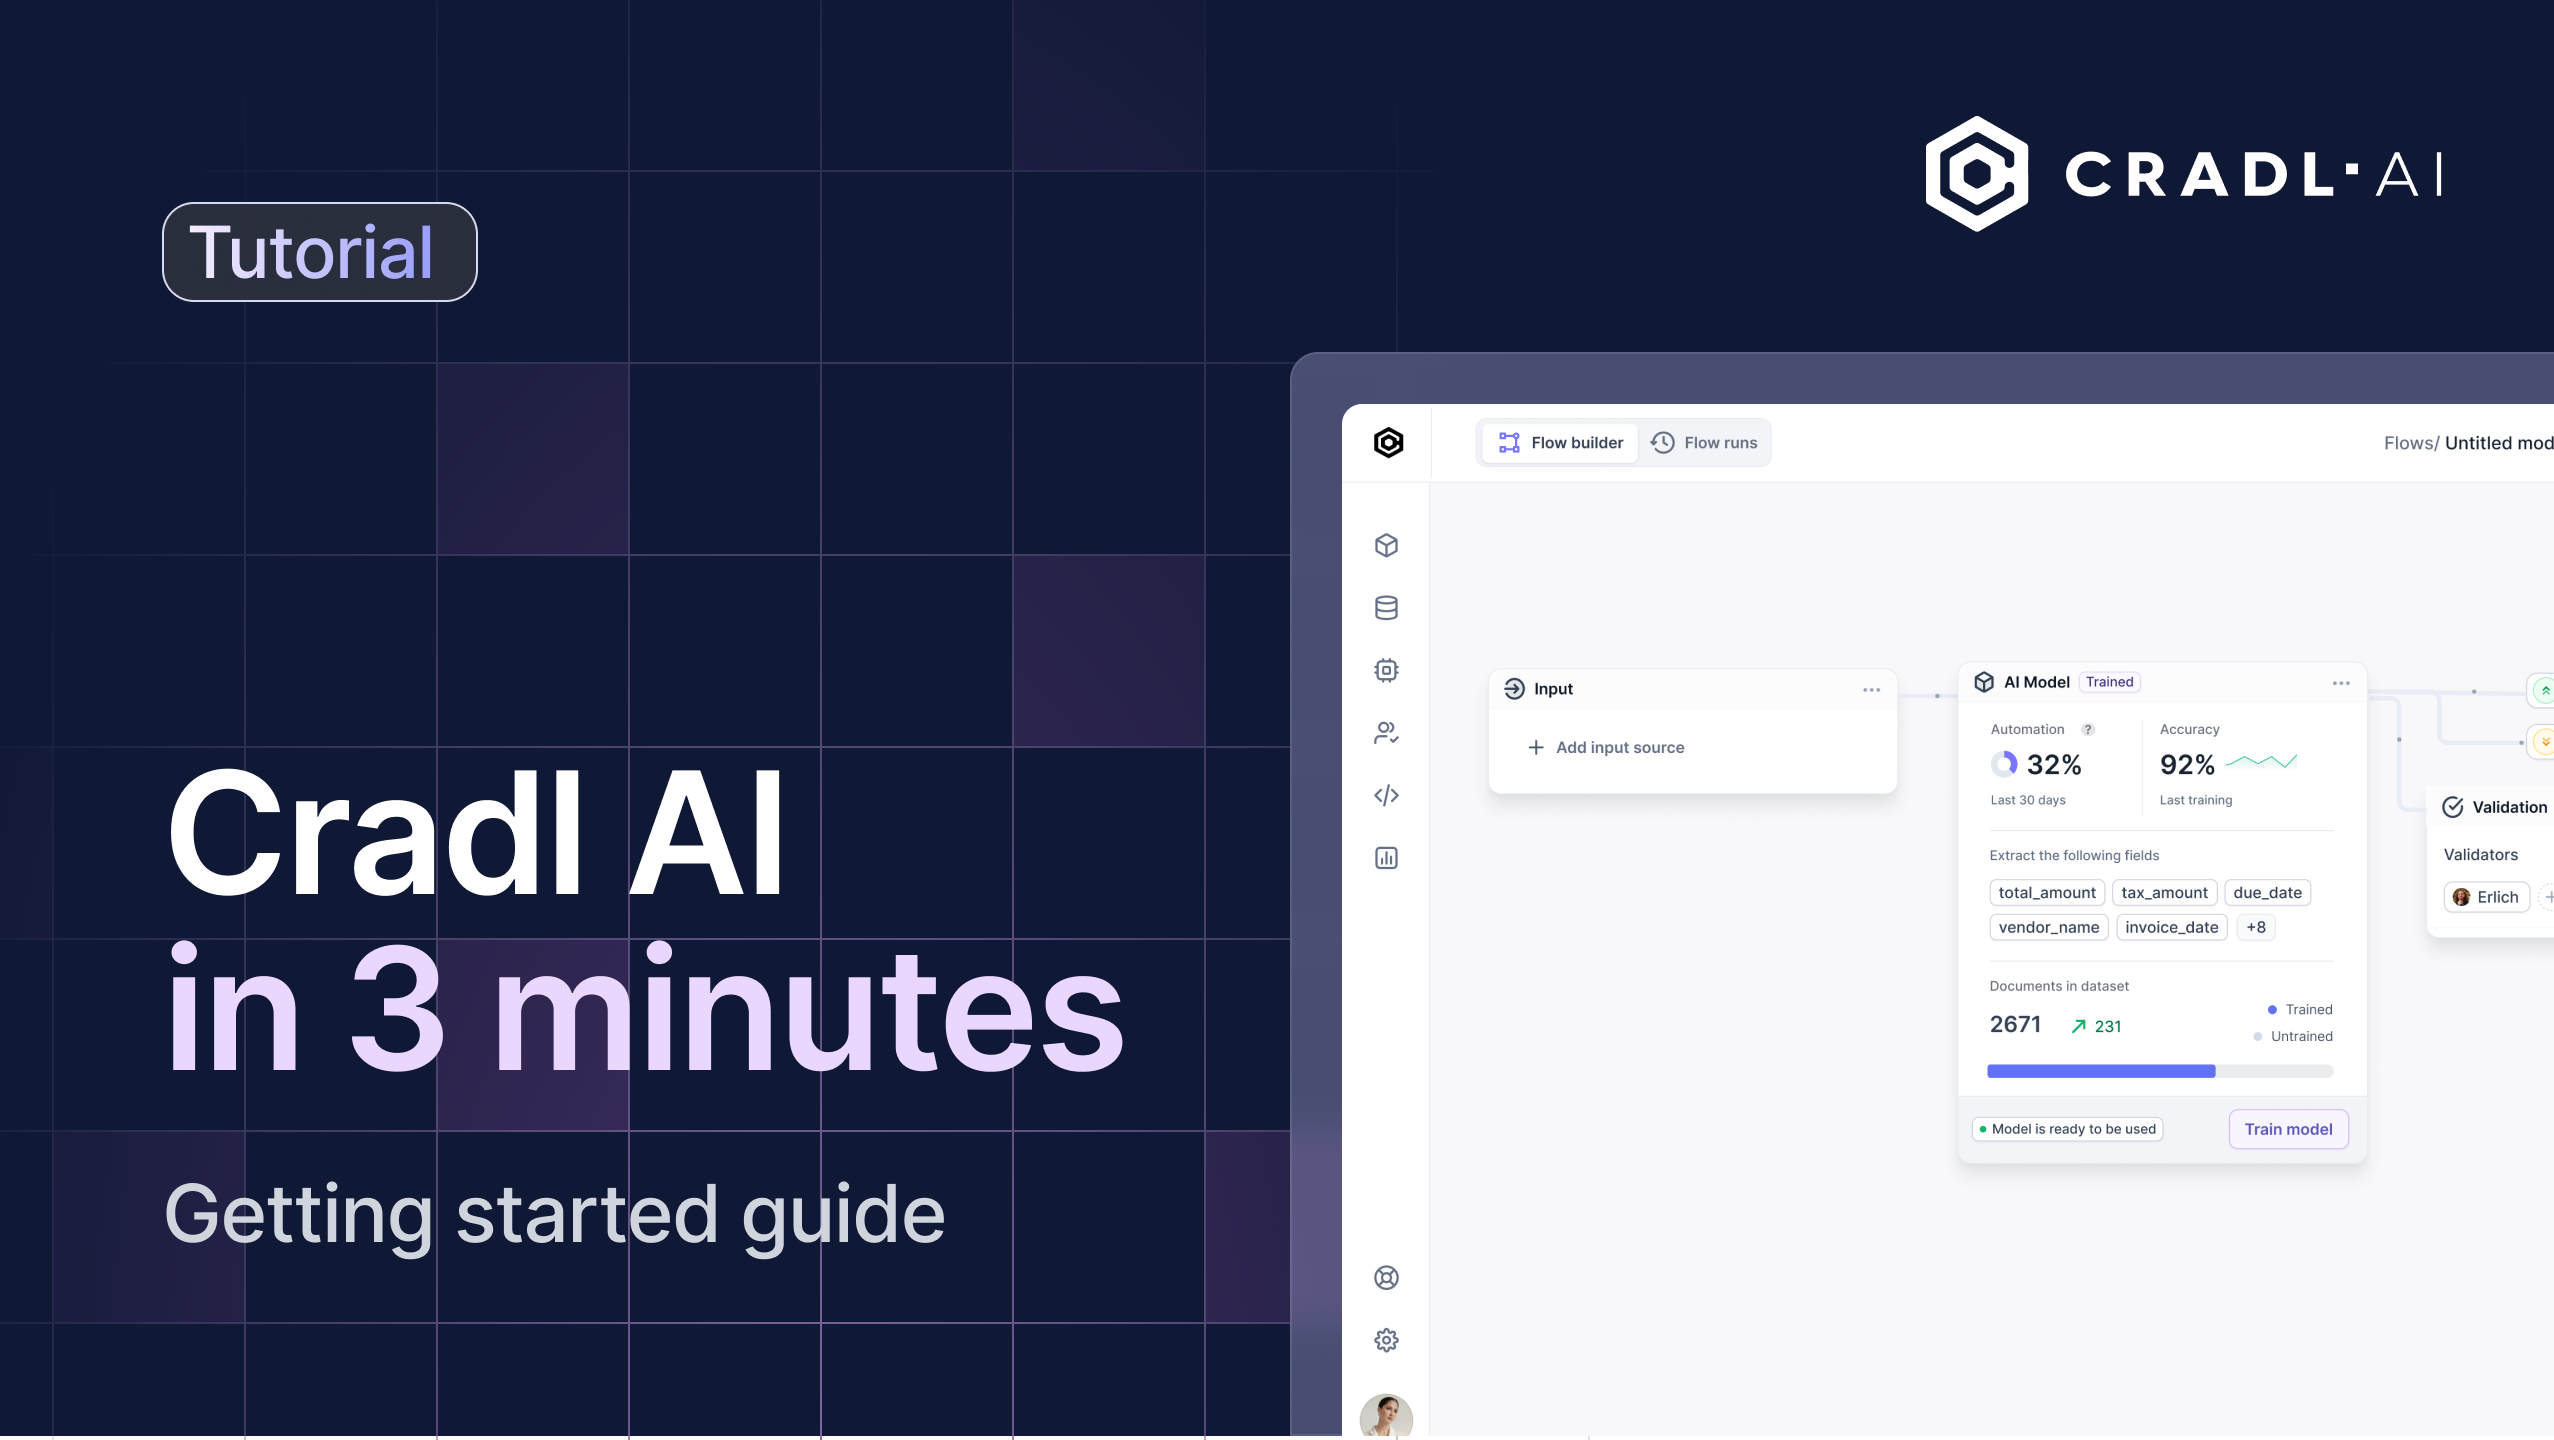 CRADL·AI
Tutorial
Cradl AI
in 3 minutes
Getting started guide
Flow builder
Flow runs
Flows/ Untitled mod
Input
Add input source
AI Model
Trained
Automation
?
Accuracy
32%
92%
Last 30 days
Last training
Extract the following fields
total_amount
tax_amount
due_date
vendor_name
invoice_date
+8
Documents in dataset
2671
231
Trained
Untrained
Model is ready to be used
Train model
Validation
Validators
Erlich